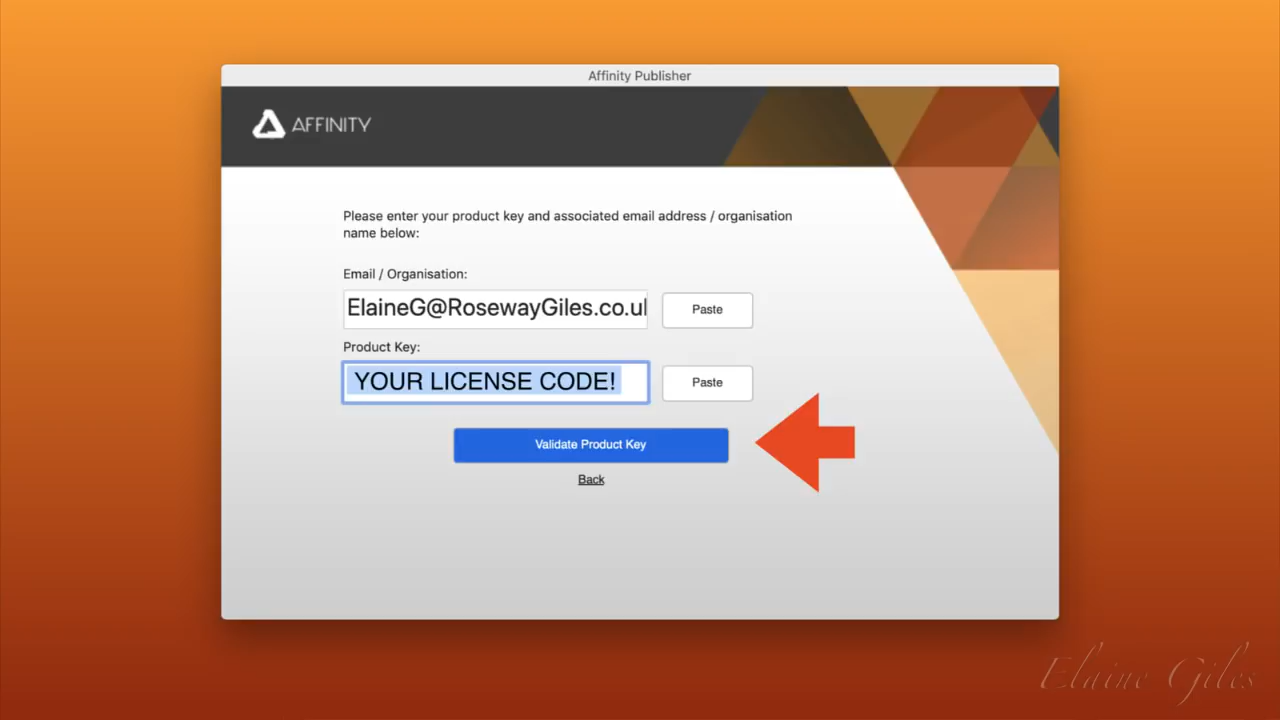 Affinity Publisher
AFFINITY
Please enter your product key and associated email address / organisation
name below:
Email / Organisation:
ElaineG@RosewayGiles.co.u
Paste
Product Key:
YOUR LICENSE CODE!
Paste
Validate Product Key
Back
Elaine Giles